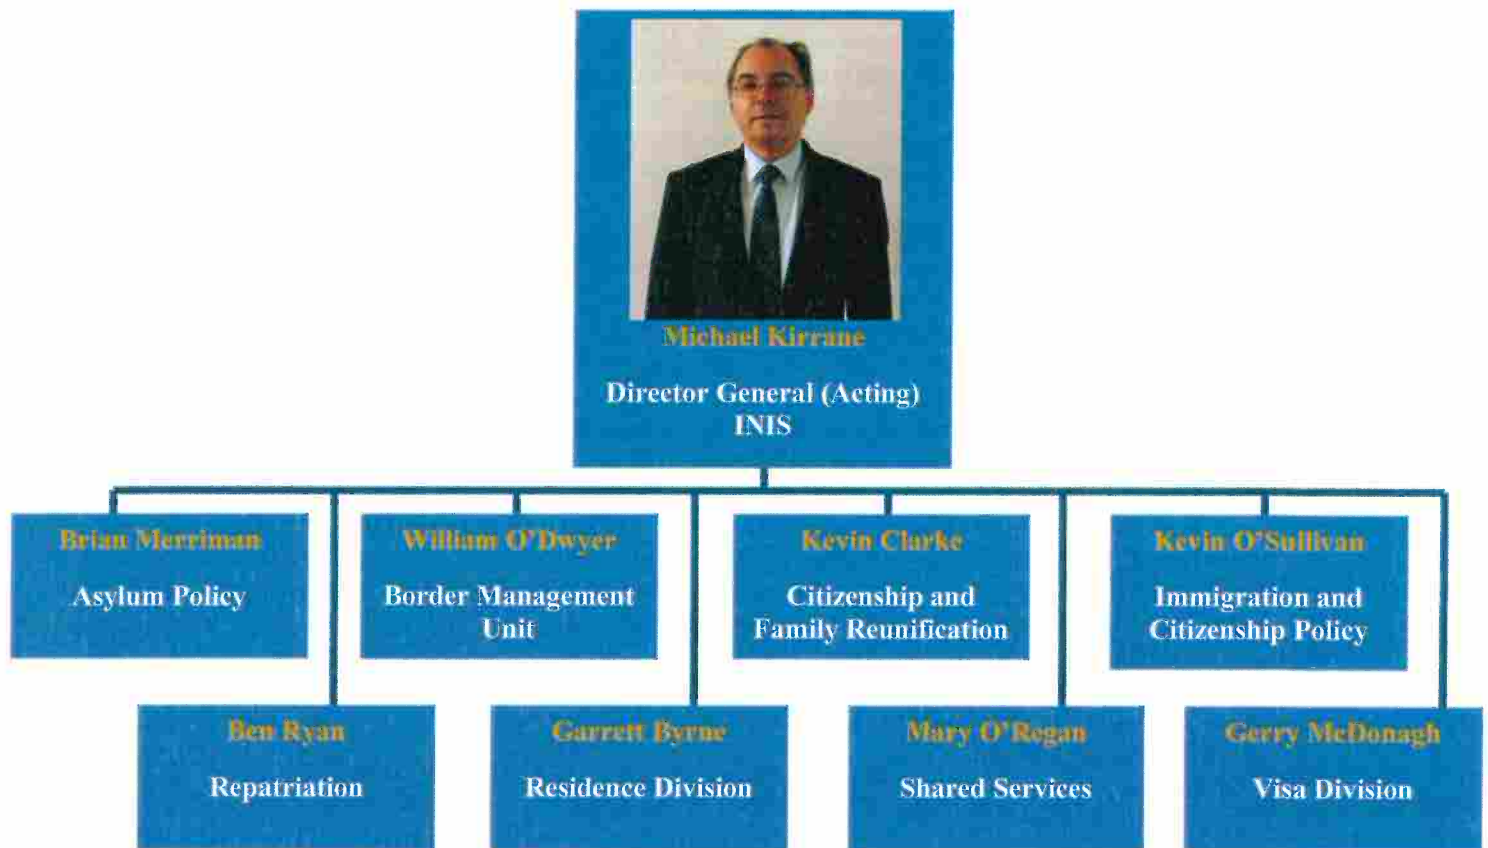 Michael Kirrane
Director General (Acting)
INIS
Brian Merriman
Asylum Policy
William O'Dwyer
Border Management
Unit
Kevin Clarke
Citizenship and
Family Reunification
Kevin O'Sullivan
Immigration and
Citizenship Policy
Ben Ryan
Repatriation
Garrett Byrne
Residence Division
Mary O'Regan
Shared Services
Gerry McDonagh
Visa Division